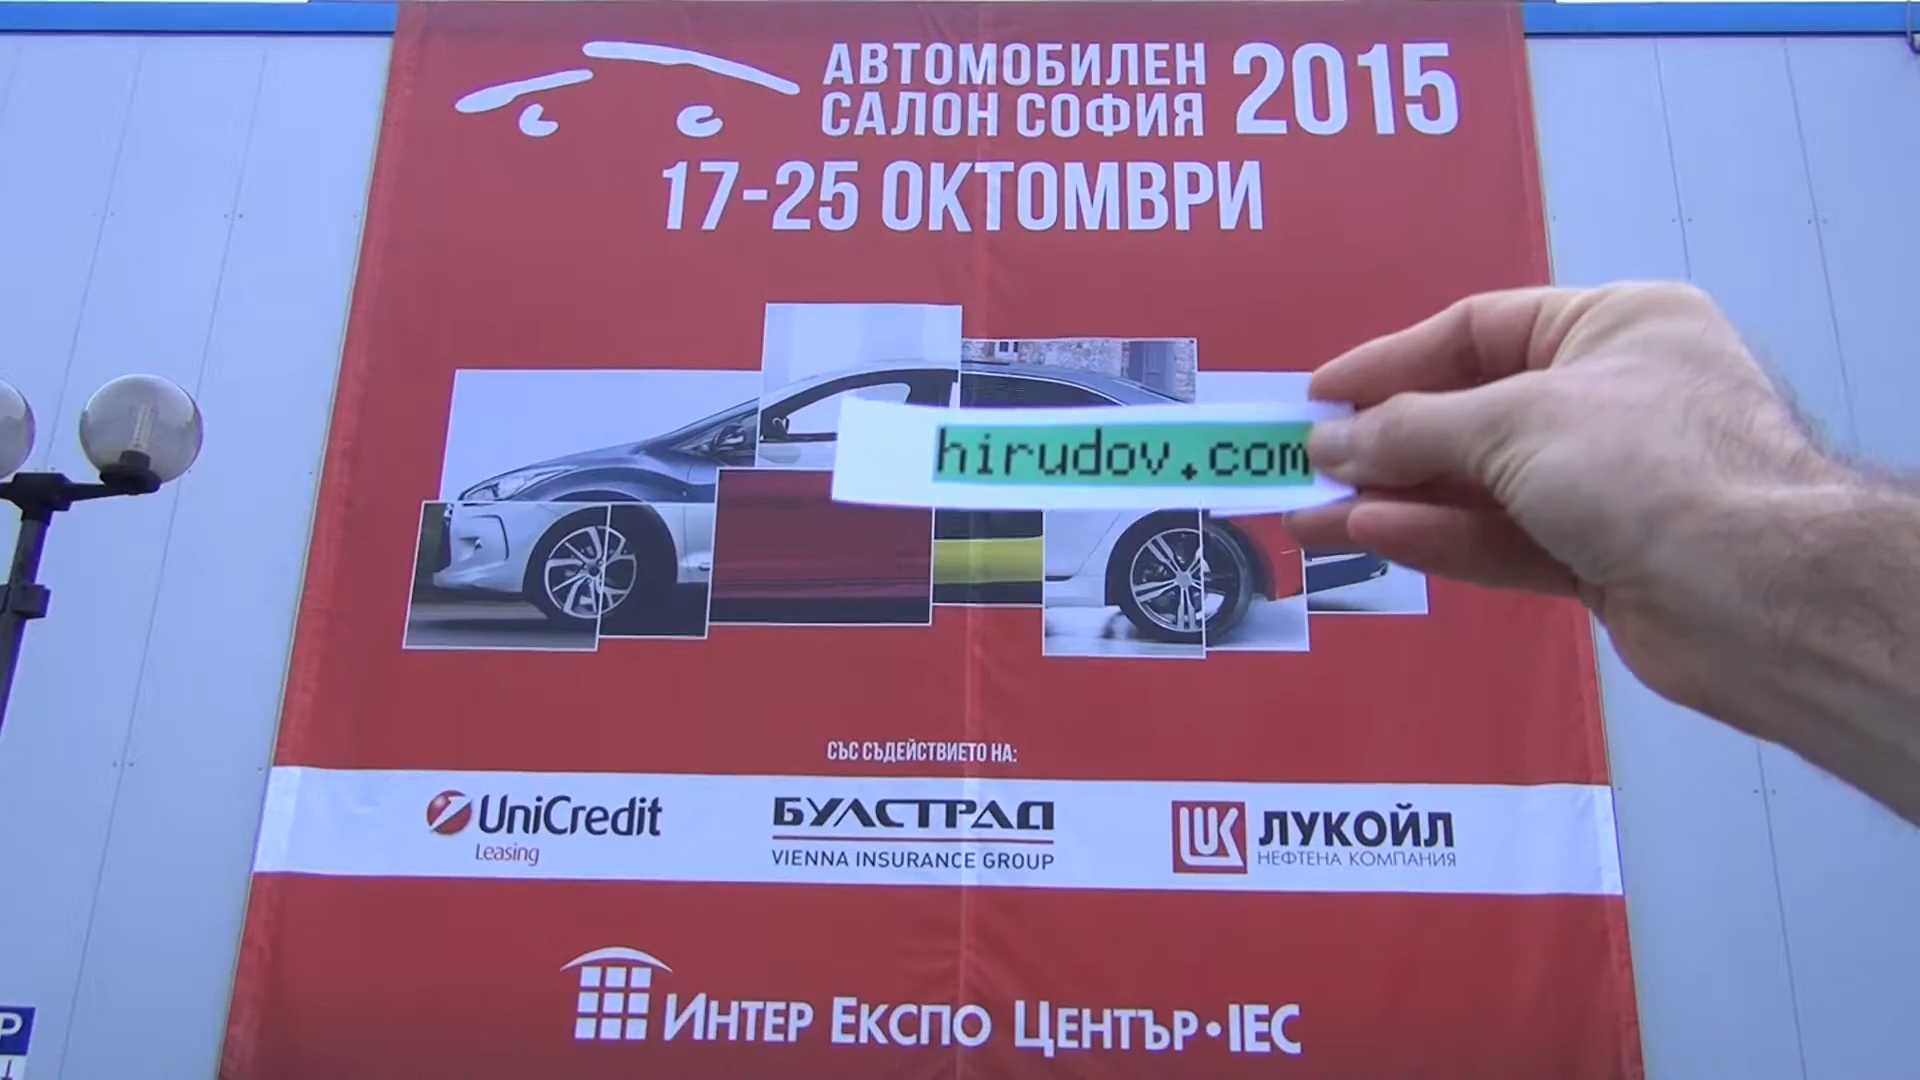 АВТОМОБИЛЕН
САЛОН СОФИЯ
2015
17-25 ОКТОМВРИ
hirudov.com
СЪС СЪДЕЙСТВИЕТО НА:
UniCredit
Leasing
БУЛСТРАД
VIENNA INSURANCE GROUP
LUK
ЛУКОЙЛ
НЕФТЕНА КОМПАНИЯ
ИНТЕР ЕКСПО ЦЕНТЪР•IEC
P